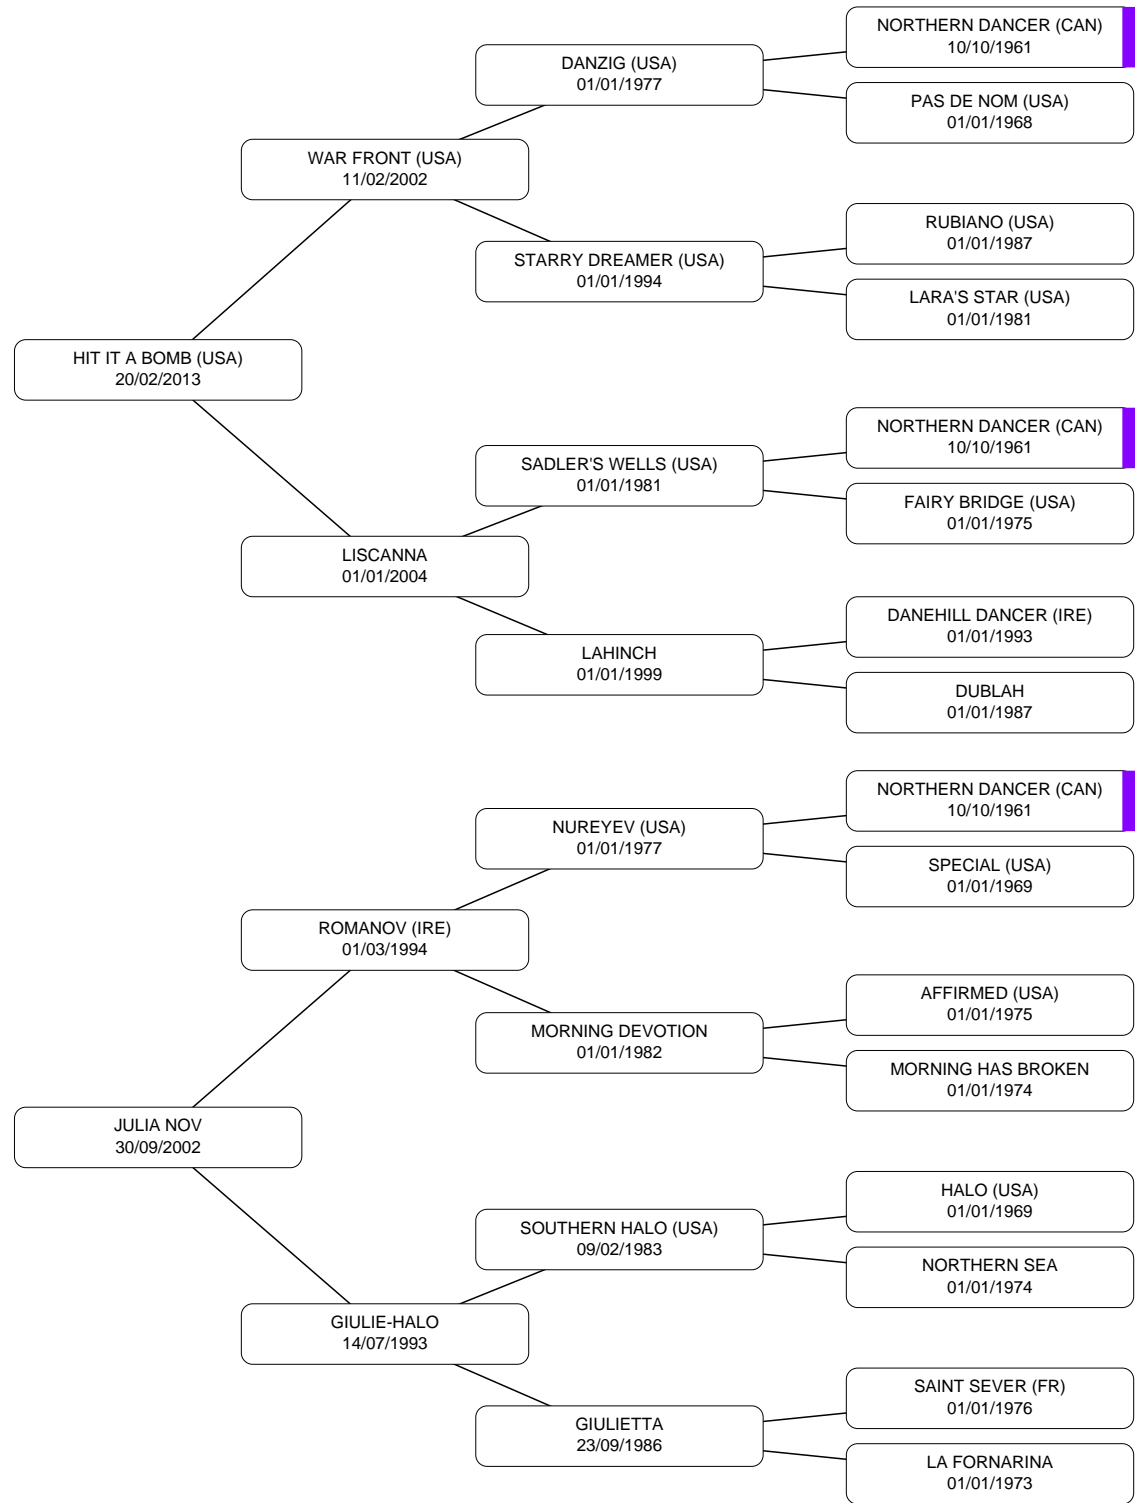 NORTHERN DANCER (CAN)
10/10/1961
DANZIG (USA)
01/01/1977
PAS DE NOM (USA)
01/01/1968
WAR FRONT (USA)
11/02/2002
RUBIANO (USA)
01/01/1987
STARRY DREAMER (USA)
01/01/1994
LARA'S STAR (USA)
01/01/1981
HIT IT A BOMB (USA)
20/02/2013
NORTHERN DANCER (CAN)
10/10/1961
SADLER'S WELLS (USA)
01/01/1981
FAIRY BRIDGE (USA)
01/01/1975
LISCANNA
01/01/2004
DANEHILL DANCER (IRE)
01/01/1993
LAHINCH
01/01/1999
DUBLAH
01/01/1987
NORTHERN DANCER (CAN)
10/10/1961
NUREYEV (USA)
01/01/1977
SPECIAL (USA)
01/01/1969
ROMANOV (IRE)
01/03/1994
AFFIRMED (USA)
01/01/1975
MORNING DEVOTION
01/01/1982
MORNING HAS BROKEN
01/01/1974
JULIA NOV
30/09/2002
HALO (USA)
01/01/1969
SOUTHERN HALO (USA)
09/02/1983
NORTHERN SEA
01/01/1974
GIULIE-HALO
14/07/1993
SAINT SEVER (FR)
01/01/1976
GIULIETTA
23/09/1986
LA FORNARINA
01/01/1973